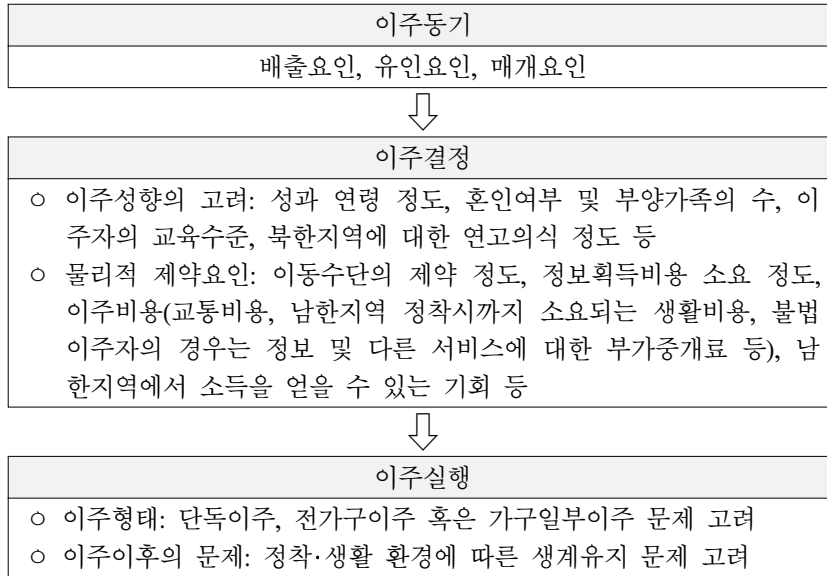 이주동기
배출요인, 유인요인, 매개요인
이주결정
○ 이주성향의 고려: 성과 연령 정도, 혼인여부 및 부양가족의 수, 이
주자의 교육수준, 북한지역에 대한 연고의식 정도 등
○ 물리적 제약요인: 이동수단의 제약 정도, 정보획득비용 소요 정도,
이주비용(교통비용, 남한지역 정착시까지 소요되는 생활비용, 불법
이주자의 경우는 정보 및 다른 서비스에 대한 부가중개료 등), 남
한지역에서 소득을 얻을 수 있는 기회 등
이주실행
○ 이주형태: 단독이주, 전가구이주 혹은 가구일부이주 문제 고려
○ 이주이후의 문제: 정착·생활 환경에 따른 생계유지 문제 고려